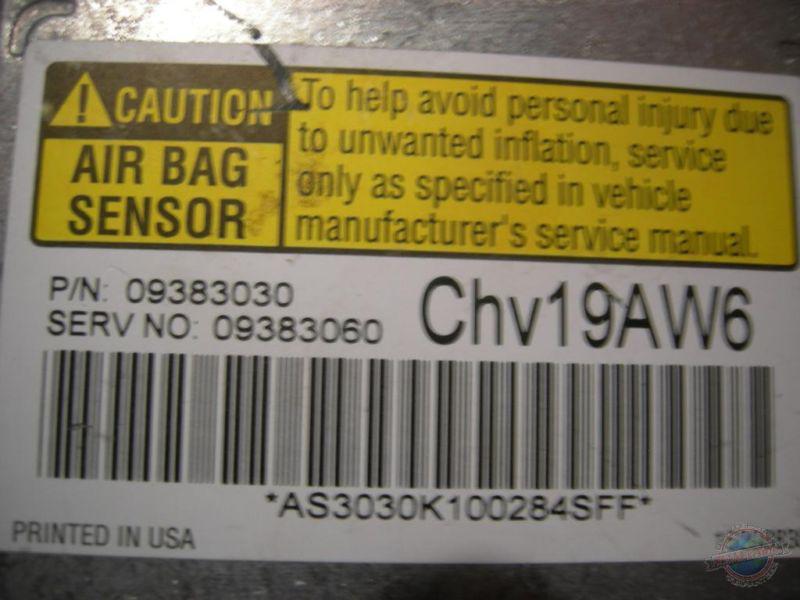 CAUTION
AIR BAG
SENSOR
To help avoid personal injury due
to unwanted inflation, service
only as specified in vehicle
manufacturer's service manual.
P/N: 09383030
SERV NO: 09383060
Chv19AW6
*AS3030K100284SFF*
PRINTED IN USA